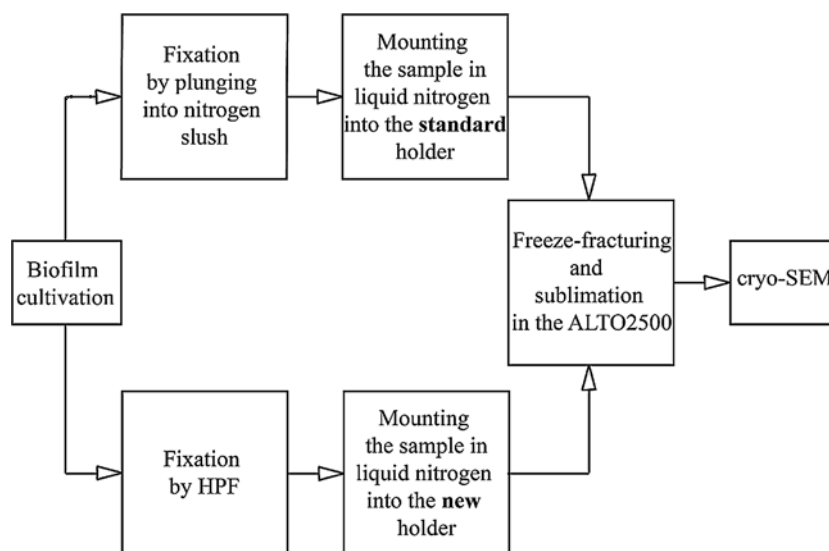 Fixation
by plunging
into nitrogen
slush
Mounting
the sample in
liquid nitrogen
into the standard
holder
Biofilm
cultivation
Freeze-fracturing
and
sublimation
in the ALTO2500
cryo-SEM
Fixation
by HPF
Mounting
the sample in
liquid nitrogen
into the new
holder